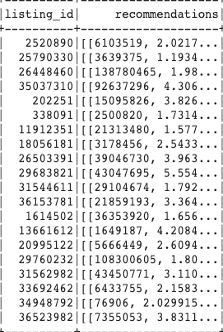 |listing_id| recommendations|
+----------+--------------------+
| 2520890|[[6103519, 2.0217...|
| 25790330|[[3639375, 1.1934...|
| 26448460|[[138780465, 1.98...|
| 35037310|[[92637296, 4.306...|
| 202251|[[15095826, 3.826...|
| 338091|[[2500820, 1.7314...|
| 11912351|[[21313480, 1.577...|
| 18056181|[[3178456, 2.5433...|
| 26503391|[[39046730, 3.963...|
| 29683821|[[43047695, 5.554...|
| 31544611|[[29104674, 1.792...|
| 36153781|[[21859193, 3.364...|
| 1614502|[[36353920, 1.656...|
| 13661612|[[1649187, 4.2084...|
| 20995122|[[5666449, 2.6094...|
| 29760232|[[108300605, 1.80...|
| 31562982|[[43450771, 3.110...|
| 33692462|[[6433755, 2.1583...|
| 34948792|[[76906, 2.029915...|
| 36523982|[[7355053, 3.8311...|